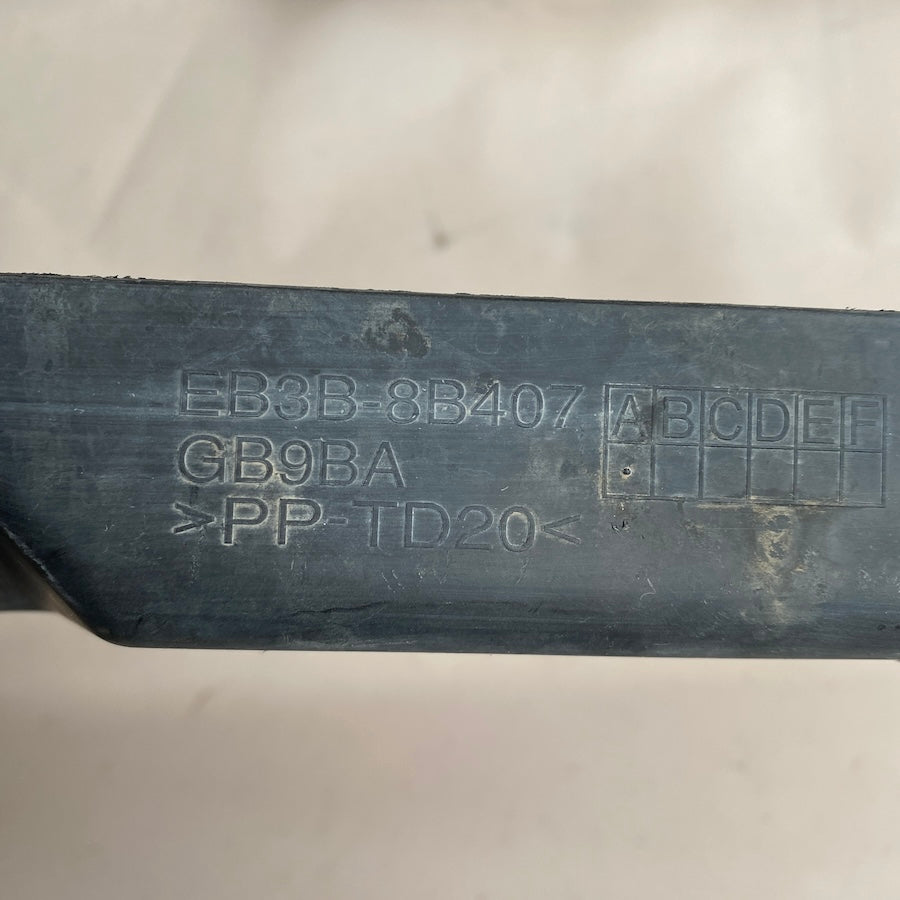 EB3B-8B407 ABCDEF
GB9BA
>PP-TD20<